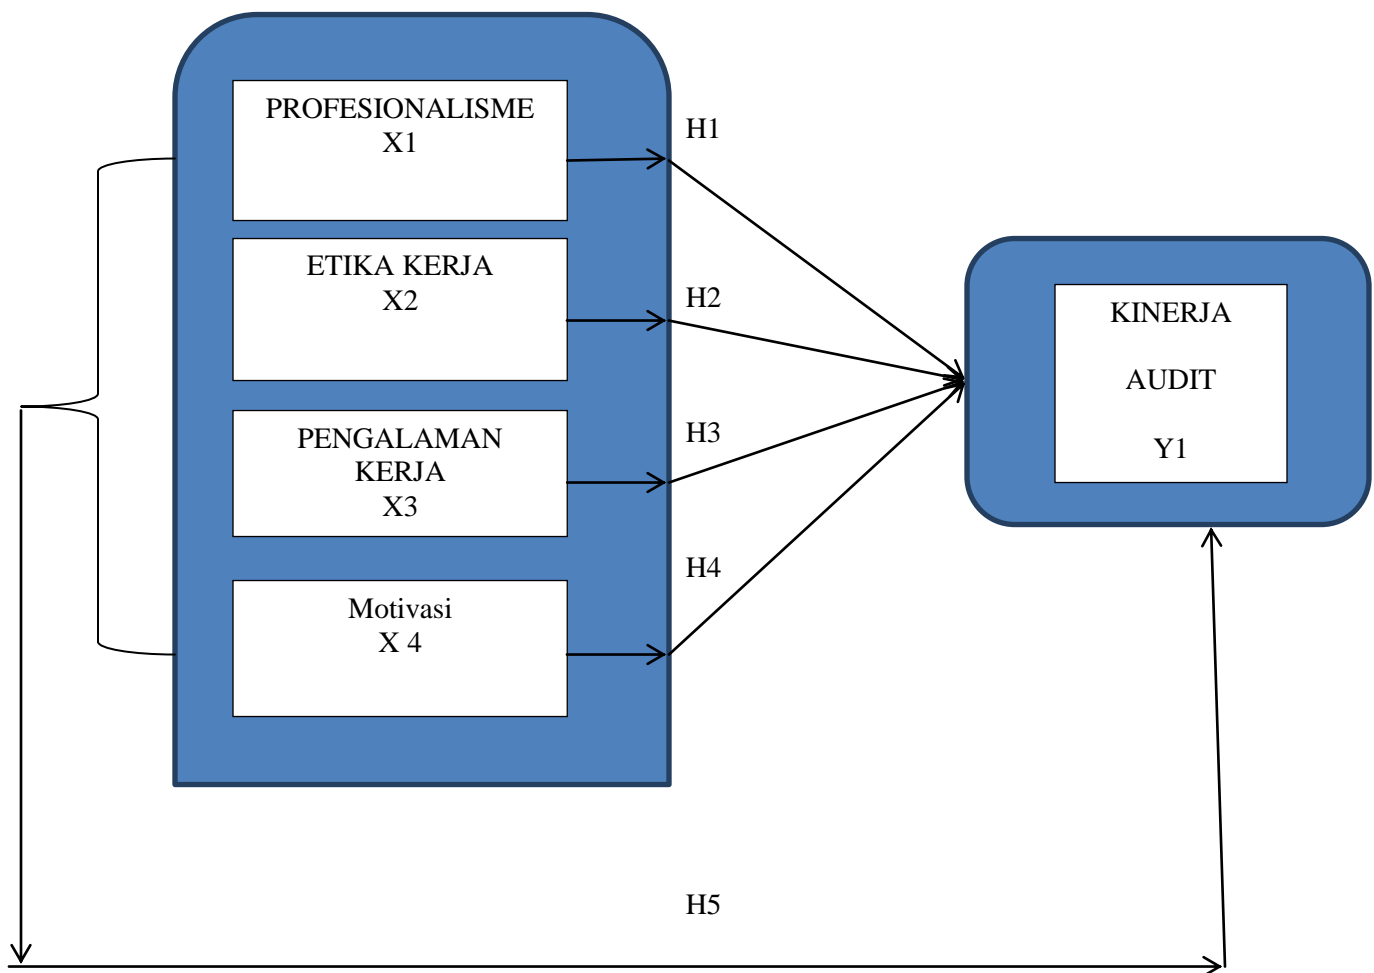 PROFESIONALISME
X1
H1
ETIKA KERJA
X2
H2
PENGALAMAN
KERJA
X3
H3
Motivasi
X 4
H4
KINERJA
AUDIT
Y1
H5